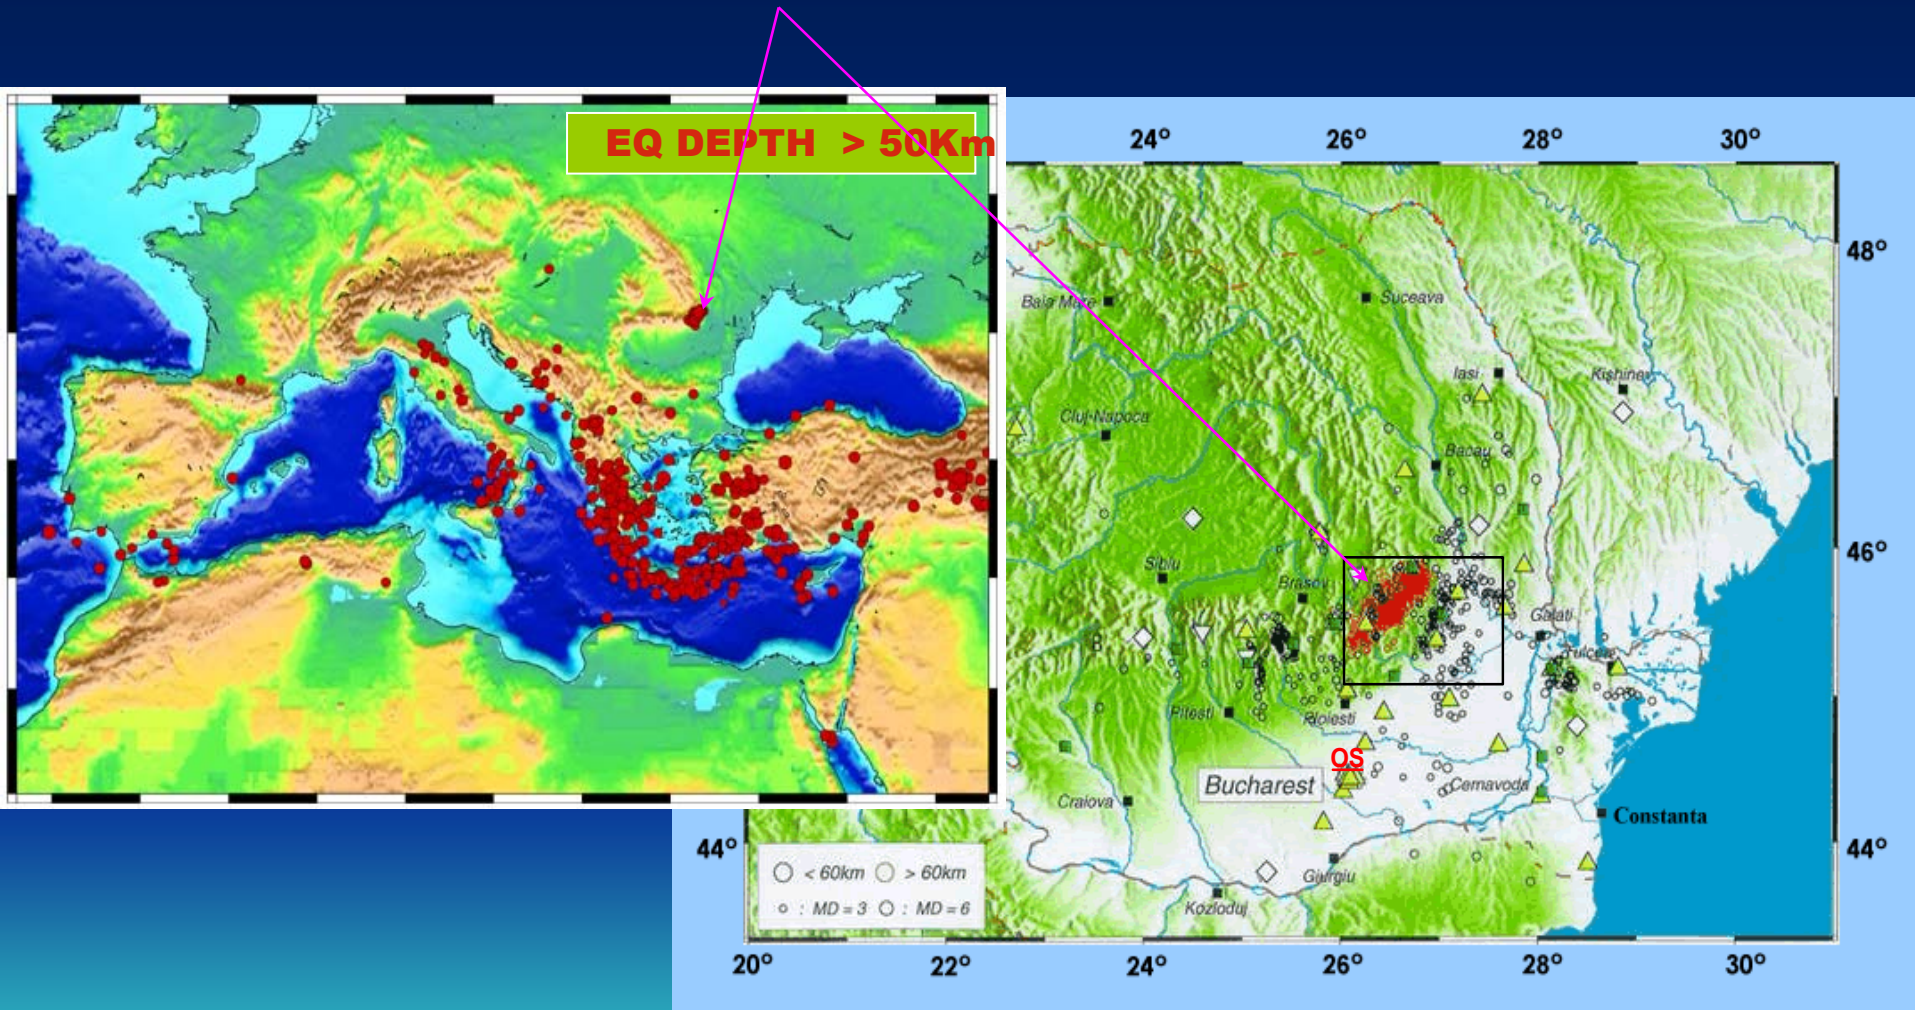 EQ DEPTH > 50Km
24° 26° 28° 30°
48°
Baia Mare
Suceava
Iasi
Kishinev
Cluj-Napoca
Bacau
46°
Sibiu
Brasov
Galati
Tulcea
Pitesti
Ploiesti
OS
Bucharest
Cernavoda
Craiova
Constanta
44°
44°
< 60km > 60km
: MD = 3 : MD = 6
Giurgiu
Kozloduj
20° 22° 24° 26° 28° 30°